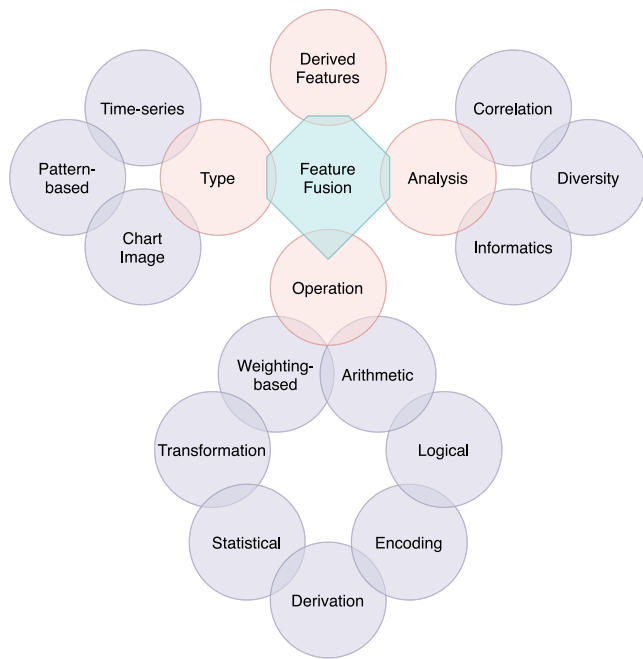 Derived
Features
Time-series
Correlation
Pattern-
based
Type
Feature
Fusion
Analysis
Diversity
Chart
Image
Informatics
Operation
Weighting-
based
Arithmetic
Transformation
Logical
Statistical
Encoding
Derivation